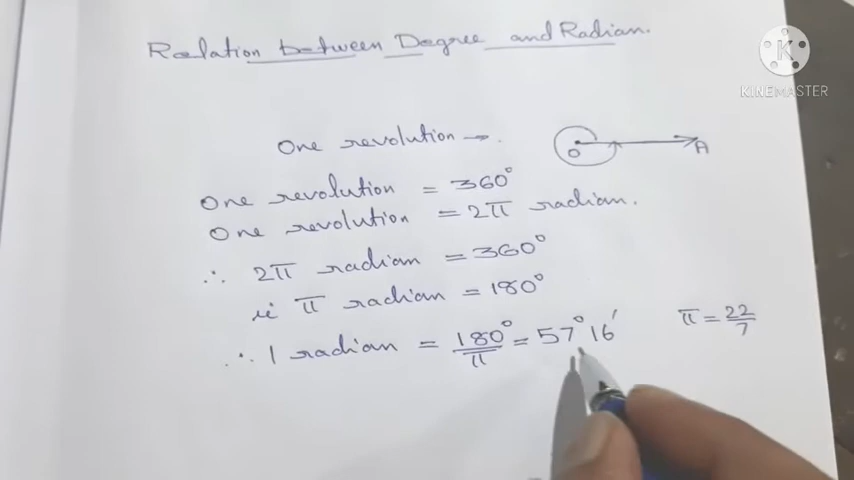 Relation between Degree and Radian.
K
KINEMASTER
One revolution →.
O A
One revolution = 360°
One revolution = 2π radian.
∴ 2π radian = 360°
ie π radian = 180°
∴ 1 radian = 180°/π = 57° 16' π = 22/7